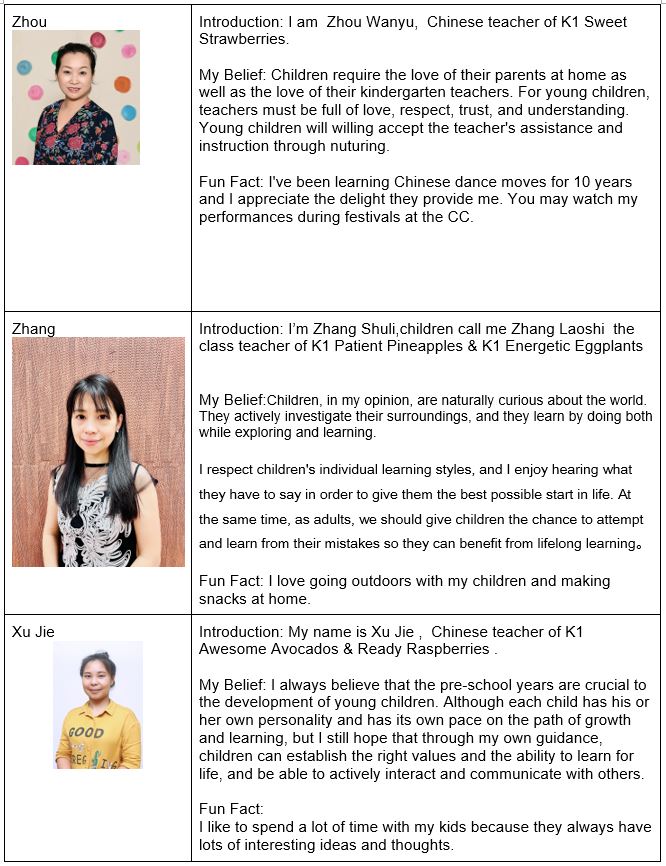 Zhou
Introduction: I am  Zhou Wanyu,  Chinese teacher of K1 Sweet
Strawberries.
My Belief: Children require the love of their parents at home as
well as the love of their kindergarten teachers. For young children,
teachers must be full of love, respect, trust, and understanding.
Young children will willing accept the teacher's assistance and
instruction through nuturing.
Fun Fact: I've been learning Chinese dance moves for 10 years
and I appreciate the delight they provide me. You may watch my
performances during festivals at the CC.
Zhang
Introduction: I’m Zhang Shuli,children call me Zhang Laoshi  the
class teacher of K1 Patient Pineapples & K1 Energetic Eggplants
My Belief:Children, in my opinion, are naturally curious about the world.
They actively investigate their surroundings, and they learn by doing both
while exploring and learning.
I respect children's individual learning styles, and I enjoy hearing what
they have to say in order to give them the best possible start in life. At
the same time, as adults, we should give children the chance to attempt
and learn from their mistakes so they can benefit from lifelong learning。
Fun Fact: I love going outdoors with my children and making
snacks at home.
Xu Jie
GOOD
Introduction: My name is Xu Jie ,  Chinese teacher of K1
Awesome Avocados & Ready Raspberries .
My Belief: I always believe that the pre-school years are crucial to
the development of young children. Although each child has his or
her own personality and has its own pace on the path of growth
and learning, but I still hope that through my own guidance,
children can establish the right values and the ability to learn for
life, and be able to actively interact and communicate with others.
Fun Fact:
I like to spend a lot of time with my kids because they always have
lots of interesting ideas and thoughts.